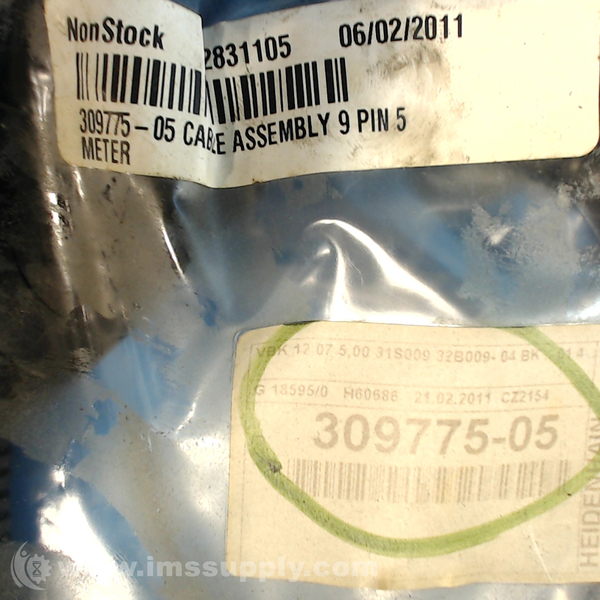 NonStock 2831105 06/02/2011
309775-05 CABLE ASSEMBLY 9 PIN 5
METER
VBK 12 07 5,00 31S009 32B009-04 BK
G 18595/0 H60686 21.02.2011 CZ2154
309775-05
HEIDENHAIN
www.imssupply.com